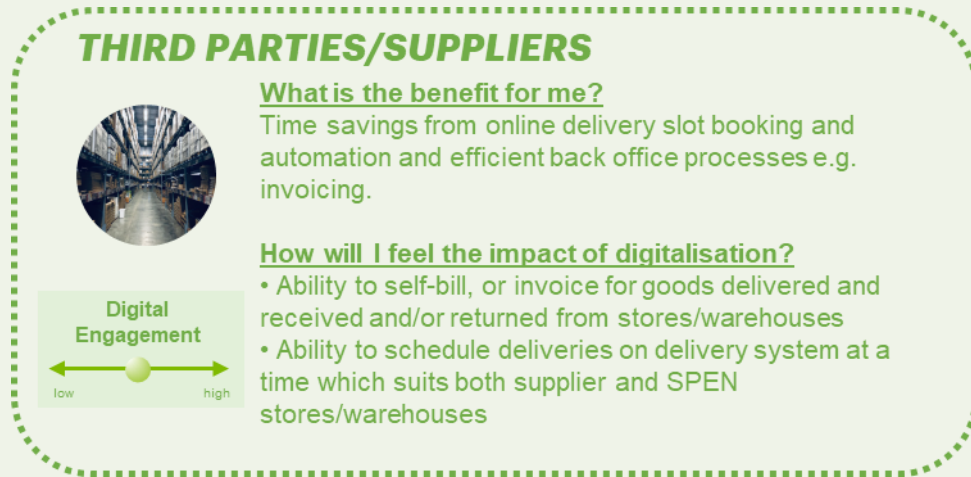 THIRD PARTIES/SUPPLIERS
What is the benefit for me?
Time savings from online delivery slot booking and
automation and efficient back office processes e.g.
invoicing.
How will I feel the impact of digitalisation?
• Ability to self-bill, or invoice for goods delivered and
received and/or returned from stores/warehouses
• Ability to schedule deliveries on delivery system at a
time which suits both supplier and SPEN
stores/warehouses
Digital
Engagement
low high